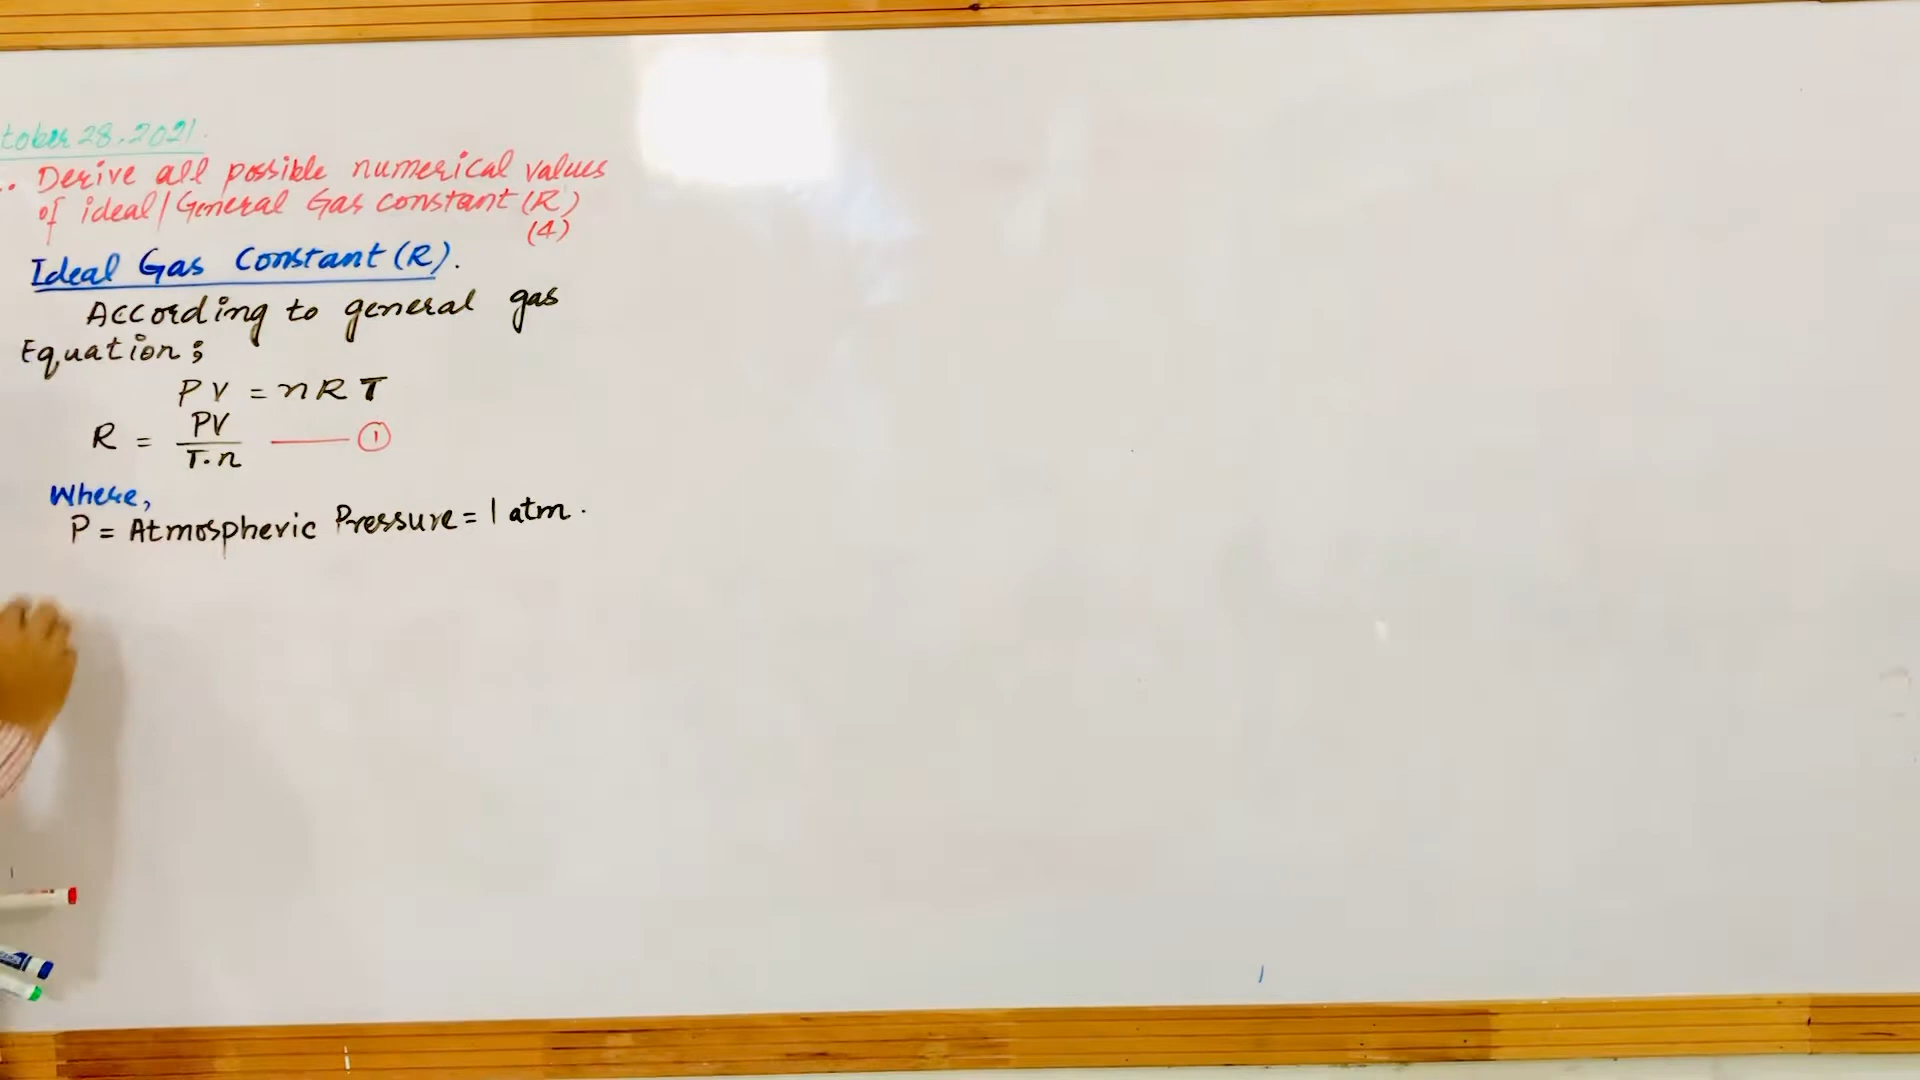 tober 28, 2021.
. Derive all possible numerical values
of ideal/General Gas constant (R)
(4)
Ideal Gas Constant (R).
According to general gas
Equation;
PV = nRT
R = PV / T.n —— ①
Where,
P = Atmospheric Pressure = 1 atm.